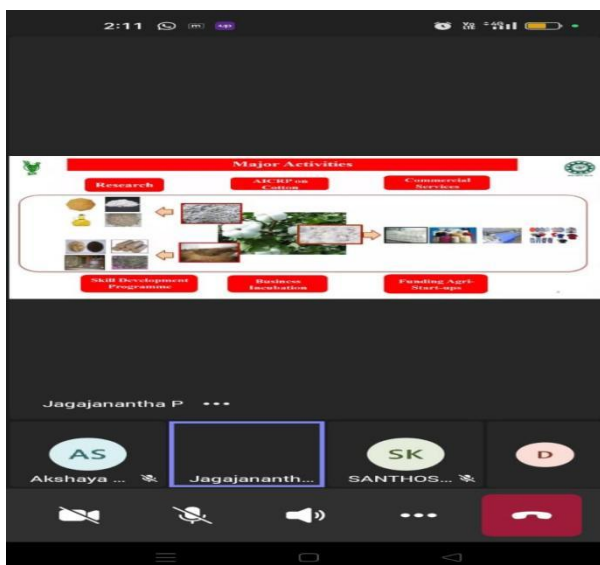 2:11
Major Activities
Research
AICRP on
Cotton
Commercial
Services
Skill Development
Programme
Business
Incubation
Funding Agri-
Start-ups
Jagajanantha P
AS
SK
D
Akshaya ...
Jagajananth...
SANTHOS...